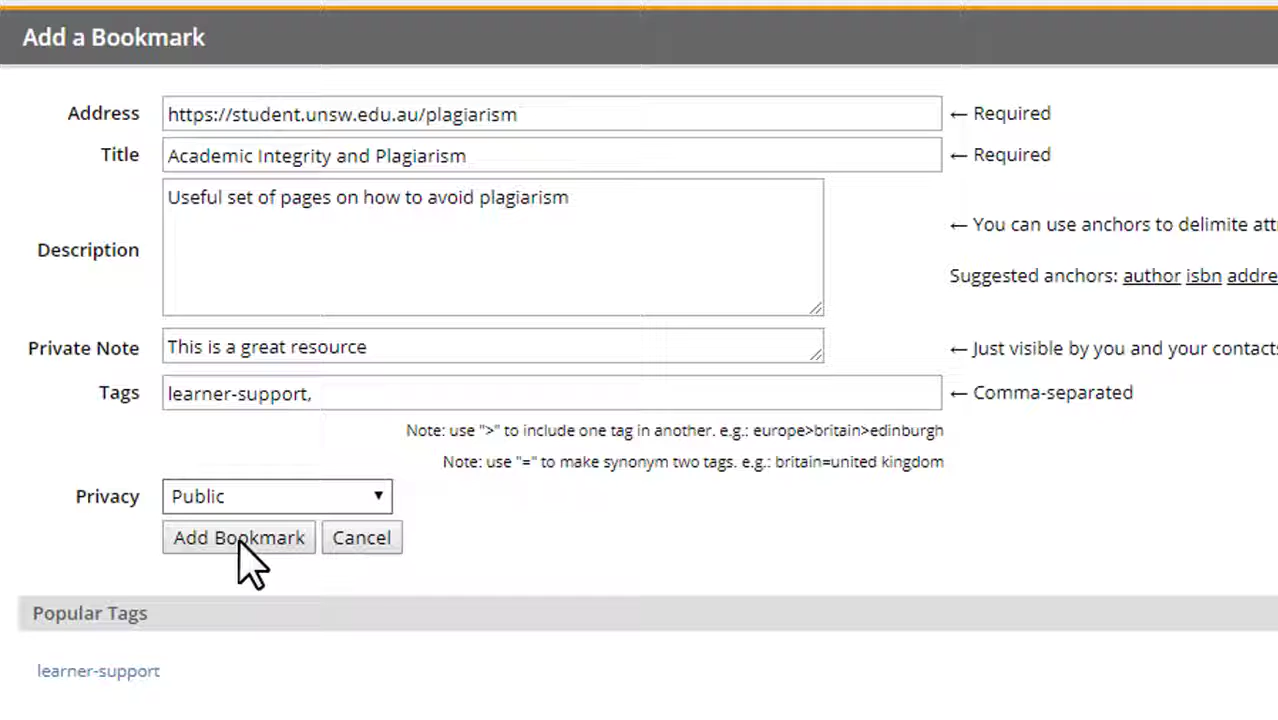 Add a Bookmark
Address https://student.unsw.edu.au/plagiarism ← Required
Title Academic Integrity and Plagiarism ← Required
Description Useful set of pages on how to avoid plagiarism
← You can use anchors to delimite
Suggested anchors: author isbn
Private Note This is a great resource ← Just visible by you and your contacts
Tags learner-support, ← Comma-separated
Note: use ">" to include one tag in another. e.g.: europe>britain>edinburgh
Note: use "=" to make synonym two tags. e.g.: britain=united kingdom
Privacy Public ▼
Add Bookmark Cancel
Popular Tags
learner-support